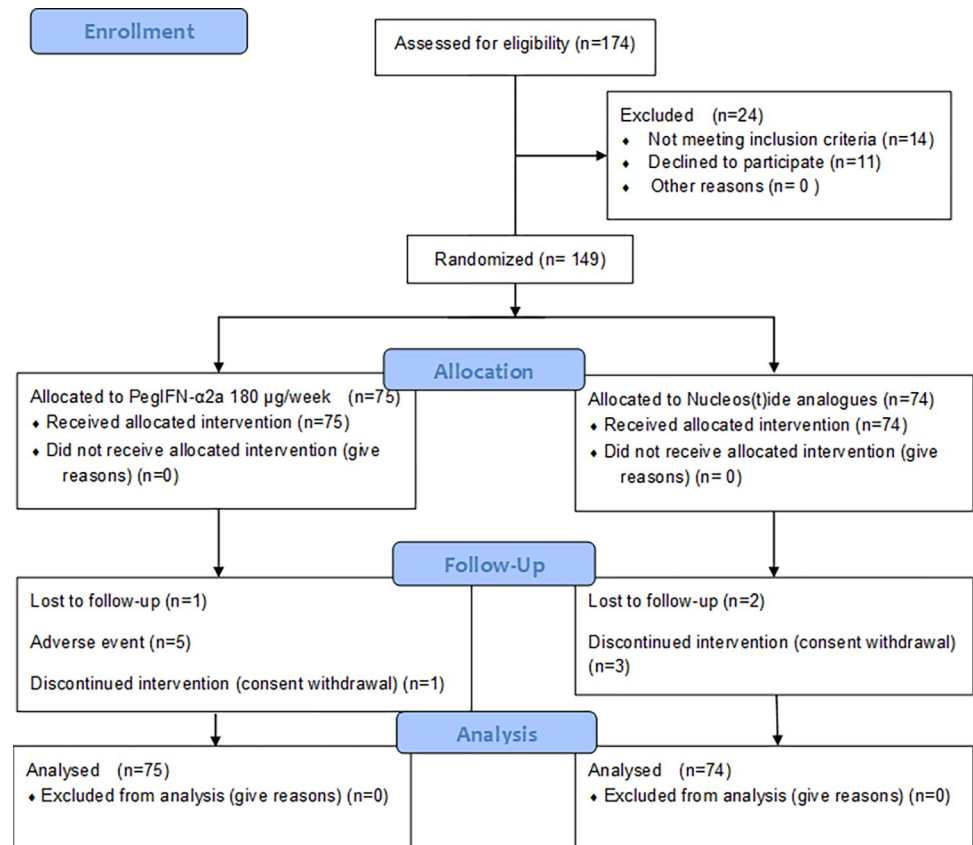 Enrollment
Assessed for eligibility (n=174)
Excluded (n=24)
♦ Not meeting inclusion criteria (n=14)
♦ Declined to participate (n=11)
♦ Other reasons (n= 0 )
Randomized (n= 149)
Allocation
Allocated to PegIFN-α2a 180 µg/week (n=75)
♦ Received allocated intervention (n=75)
♦ Did not receive allocated intervention (give
reasons) (n=0)
Allocated to Nucleos(t)ide analogues (n=74)
♦ Received allocated intervention (n=74)
♦ Did not receive allocated intervention (give
reasons) (n= 0)
Follow-Up
Lost to follow-up (n=1)
Adverse event (n=5)
Discontinued intervention (consent withdrawal) (n=1)
Lost to follow-up (n=2)
Discontinued intervention (consent withdrawal)
(n=3)
Analysis
Analysed (n=75)
♦ Excluded from analysis (give reasons) (n=0)
Analysed (n=74)
♦ Excluded from analysis (give reasons) (n=0)